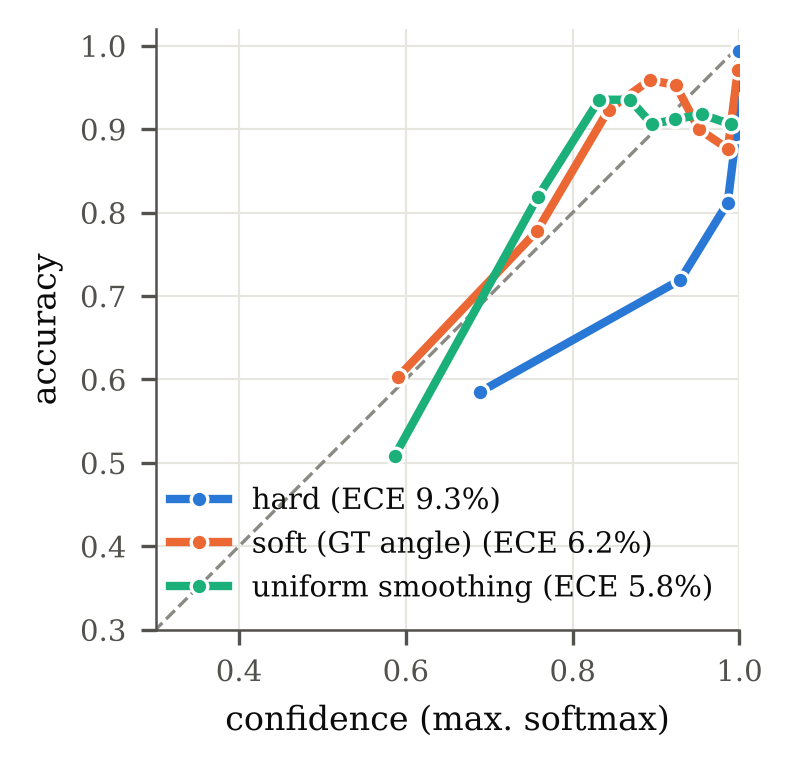 1.0
0.9
0.8
0.7
0.6
0.5
0.4
0.3
accuracy
hard (ECE 9.3%)
soft (GT angle) (ECE 6.2%)
uniform smoothing (ECE 5.8%)
0.4 0.6 0.8 1.0
confidence (max. softmax)